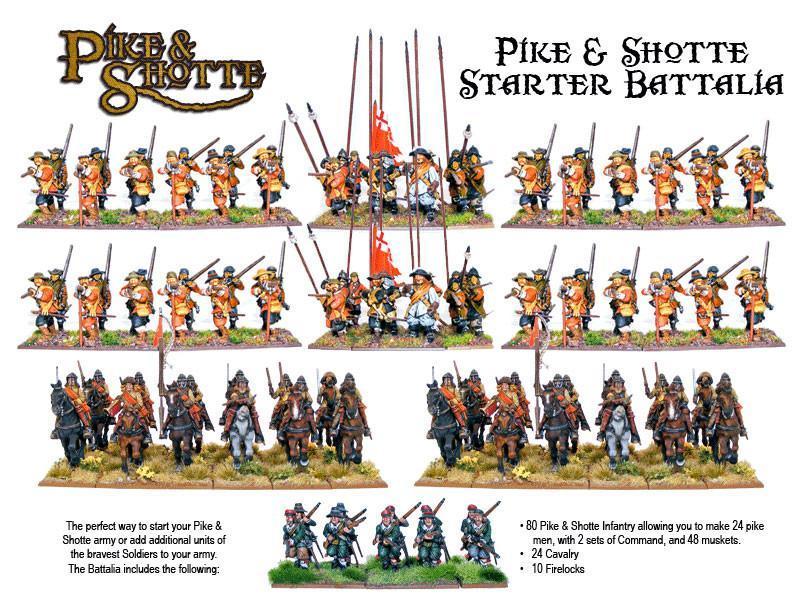 PIKE &
SHOTTE
PIKE & SHOTTE
STARTER BATTALIA
The perfect way to start your Pike &
Shotte army or add additional units of
the bravest Soldiers to your army.
The Battalia includes the following:
• 80 Pike & Shotte Infantry allowing you to make 24 pike
men, with 2 sets of Command, and 48 muskets.
• 24 Cavalry
• 10 Firelocks